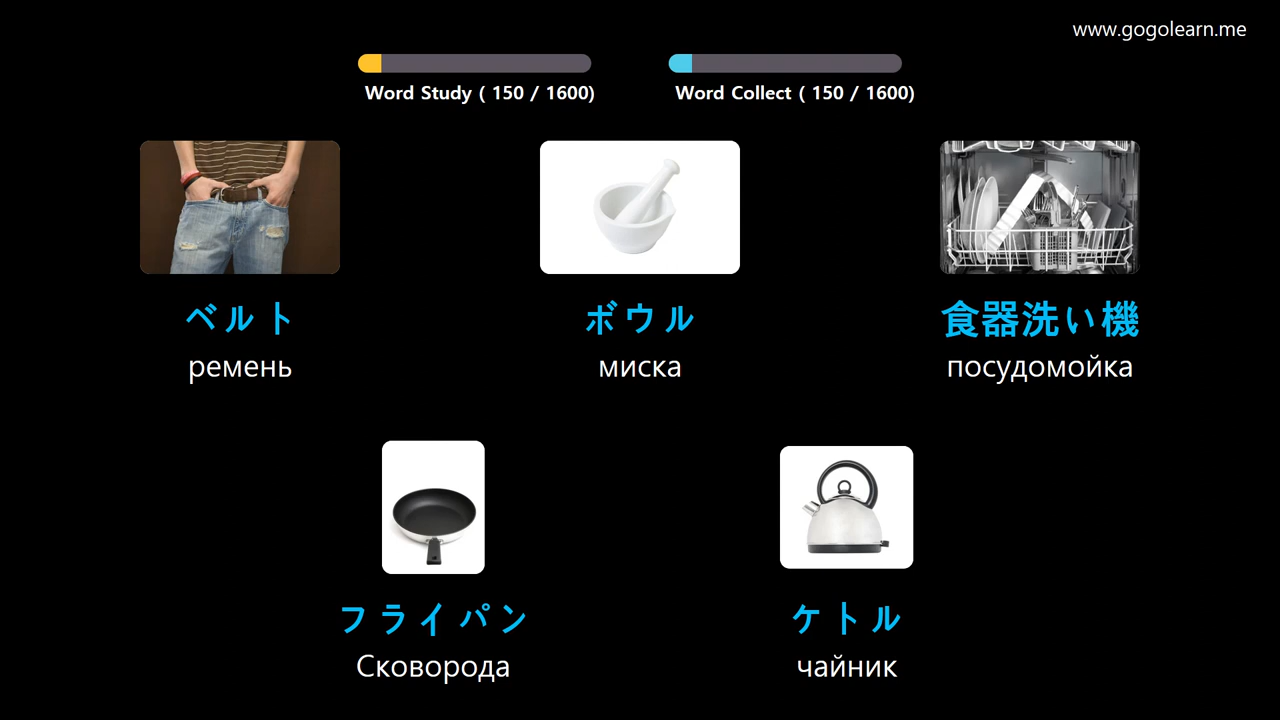 www.gogolearn.me
Word Study ( 150 / 1600)
Word Collect ( 150 / 1600)
ベルト
ремень
ボウル
миска
食器洗い機
посудомойка
フライパン
Сковорода
ケトル
чайник